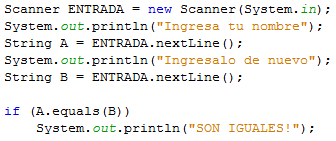 Scanner ENTRADA = new Scanner(System.in);
System.out.println("Ingresa tu nombre");
String A = ENTRADA.nextLine();
System.out.println("Ingresalo de nuevo");
String B = ENTRADA.nextLine();
if (A.equals(B))
System.out.println("SON IGUALES!");